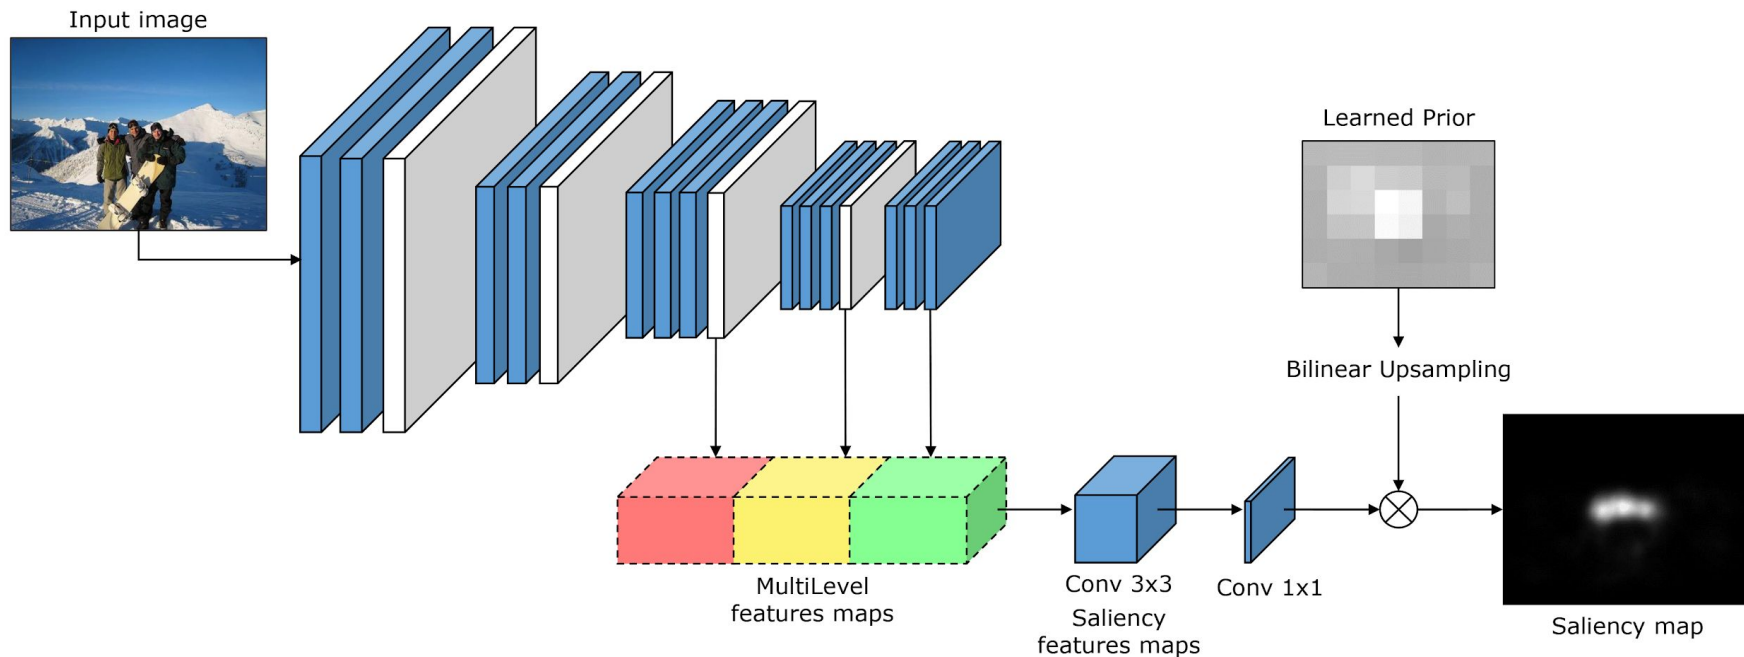 Input image
Learned Prior
Bilinear Upsampling
MultiLevel
features maps
Conv 3x3
Saliency
features maps
Conv 1x1
Saliency map